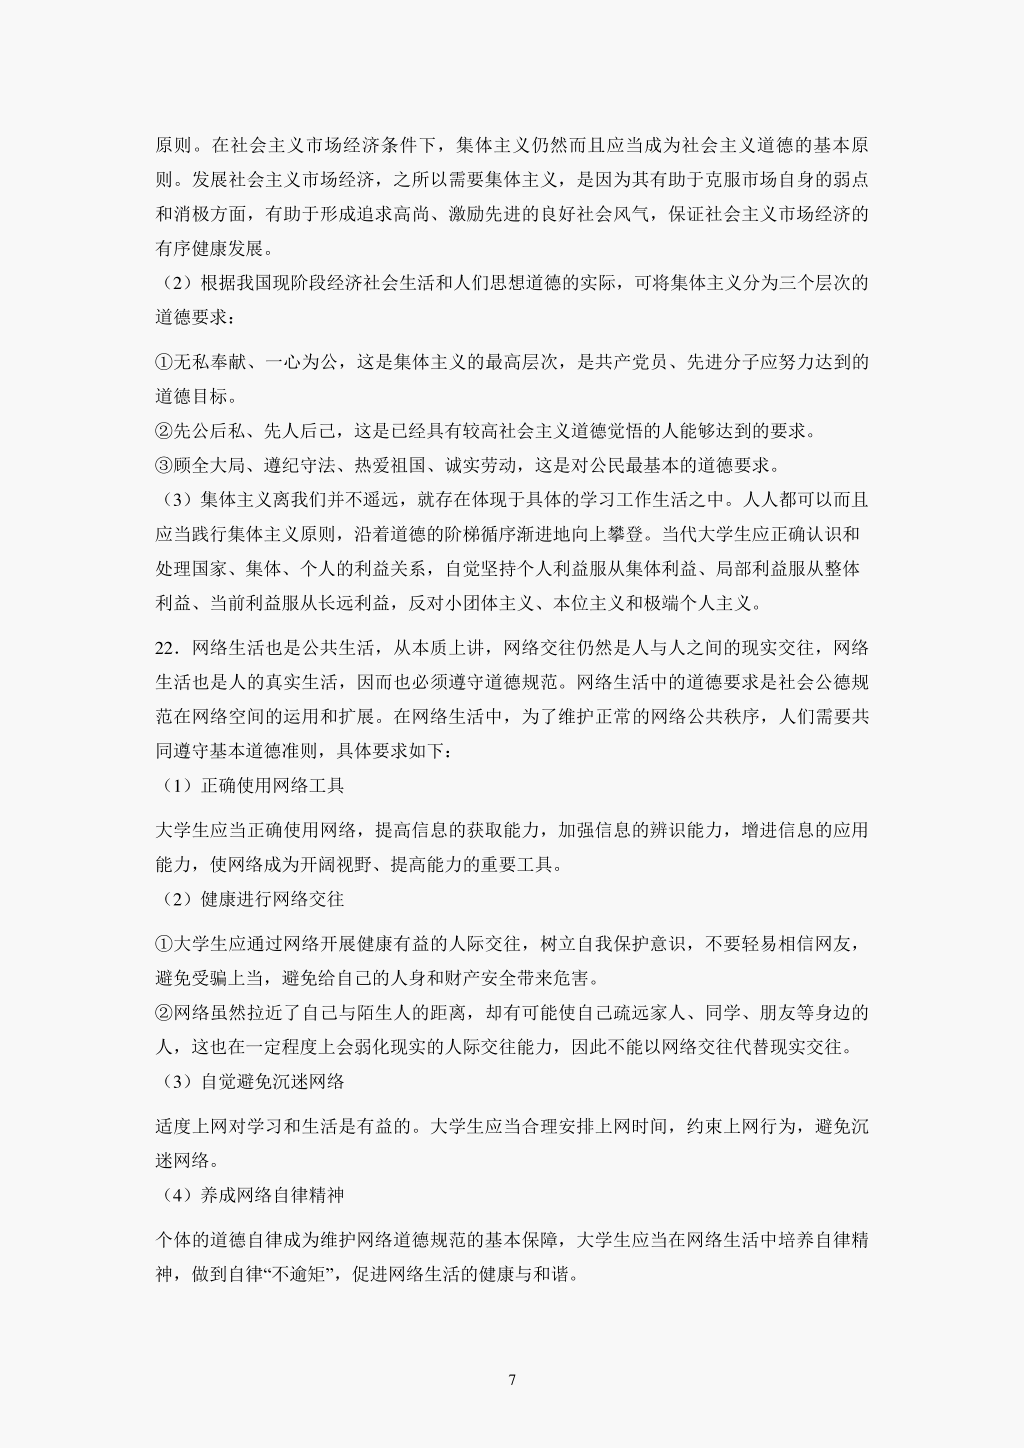 原则。在社会主义市场经济条件下，集体主义仍然而且应当成为社会主义道德的基本原
则。发展社会主义市场经济，之所以需要集体主义，是因为其有助于克服市场自身的弱点
和消极方面，有助于形成追求高尚、激励先进的良好社会风气，保证社会主义市场经济的
有序健康发展。
（2）根据我国现阶段经济社会生活和人们思想道德的实际，可将集体主义分为三个层次的
道德要求：
①无私奉献、一心为公，这是集体主义的最高层次，是共产党员、先进分子应努力达到的
道德目标。
②先公后私、先人后己，这是已经具有较高社会主义道德觉悟的人能够达到的要求。
③顾全大局、遵纪守法、热爱祖国、诚实劳动，这是对公民最基本的道德要求。
（3）集体主义离我们并不遥远，就存在体现于具体的学习工作生活之中。人人都可以而且
应当践行集体主义原则，沿着道德的阶梯循序渐进地向上攀登。当代大学生应正确认识和
处理国家、集体、个人的利益关系，自觉坚持个人利益服从集体利益、局部利益服从整体
利益、当前利益服从长远利益，反对小团体主义、本位主义和极端个人主义。
22．网络生活也是公共生活，从本质上讲，网络交往仍然是人与人之间的现实交往，网络
生活也是人的真实生活，因而也必须遵守道德规范。网络生活中的道德要求是社会公德规
范在网络空间的运用和扩展。在网络生活中，为了维护正常的网络公共秩序，人们需要共
同遵守基本道德准则，具体要求如下：
（1）正确使用网络工具
大学生应当正确使用网络，提高信息的获取能力，加强信息的辨识能力，增进信息的应用
能力，使网络成为开阔视野、提高能力的重要工具。
（2）健康进行网络交往
①大学生应通过网络开展健康有益的人际交往，树立自我保护意识，不要轻易相信网友，
避免受骗上当，避免给自己的人身和财产安全带来危害。
②网络虽然拉近了自己与陌生人的距离，却有可能使自己疏远家人、同学、朋友等身边的
人，这也在一定程度上会弱化现实的人际交往能力，因此不能以网络交往代替现实交往。
（3）自觉避免沉迷网络
适度上网对学习和生活是有益的。大学生应当合理安排上网时间，约束上网行为，避免沉
迷网络。
（4）养成网络自律精神
个体的道德自律成为维护网络道德规范的基本保障，大学生应当在网络生活中培养自律精
神，做到自律“不逾矩”，促进网络生活的健康与和谐。
7